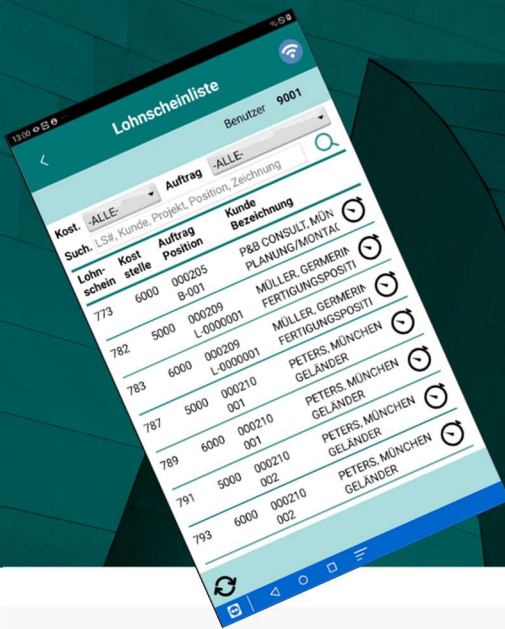 13:00
Lohnscheinliste
Benutzer 9001
Kost. -ALLE- Auftrag -ALLE-
Such. LS#, Kunde, Projekt, Position, Zeichnung
Lohn- Kost Auftrag Kunde
schein stelle Position Bezeichnung
773 6000 000205 P&B CONSULT, MÜN
B-001 PLANUNG/MONTAG
782 5000 000209 MÜLLER, GERMERIN
L-0000001 FERTIGUNGSPOSITI
783 6000 000209 MÜLLER, GERMERIN
L-0000001 FERTIGUNGSPOSITI
787 5000 000210 PETERS, MÜNCHEN
001 GELÄNDER
789 6000 000210 PETERS, MÜNCHEN
001 GELÄNDER
791 5000 000210 PETERS, MÜNCHEN
002 GELÄNDER
793 6000 000210 PETERS, MÜNCHEN
002 GELÄNDER